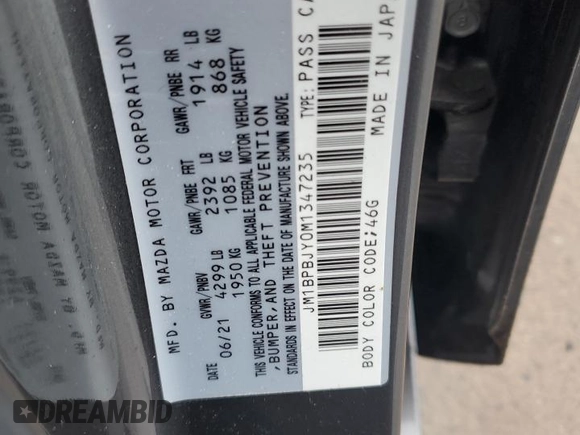 MFD. BY MAZDA MOTOR CORPORATION
GVWR/PNBV GAWR/PNBE FRT GAWR/PNBE RR
DATE
06/21 4299 LB 2392 LB 1914 LB
1950 KG 1085 KG 868 KG
THIS VEHICLE CONFORMS TO ALL APPLICABLE FEDERAL MOTOR VEHICLE SAFETY
, BUMPER, AND THEFT PREVENTION
STANDARDS IN EFFECT ON THE DATE OF MANUFACTURE SHOWN ABOVE.
JM1BPBJY0M1347235 TYPE: PASS CA
BODY COLOR CODE;46G MADE IN JAP
DREAMBID